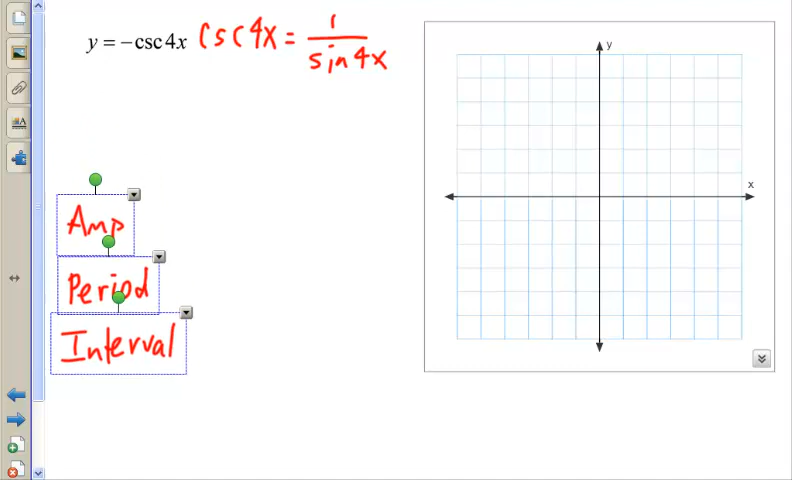 y = −csc 4x csc 4x = 1/sin 4x
y
x
Amp
Period
Interval